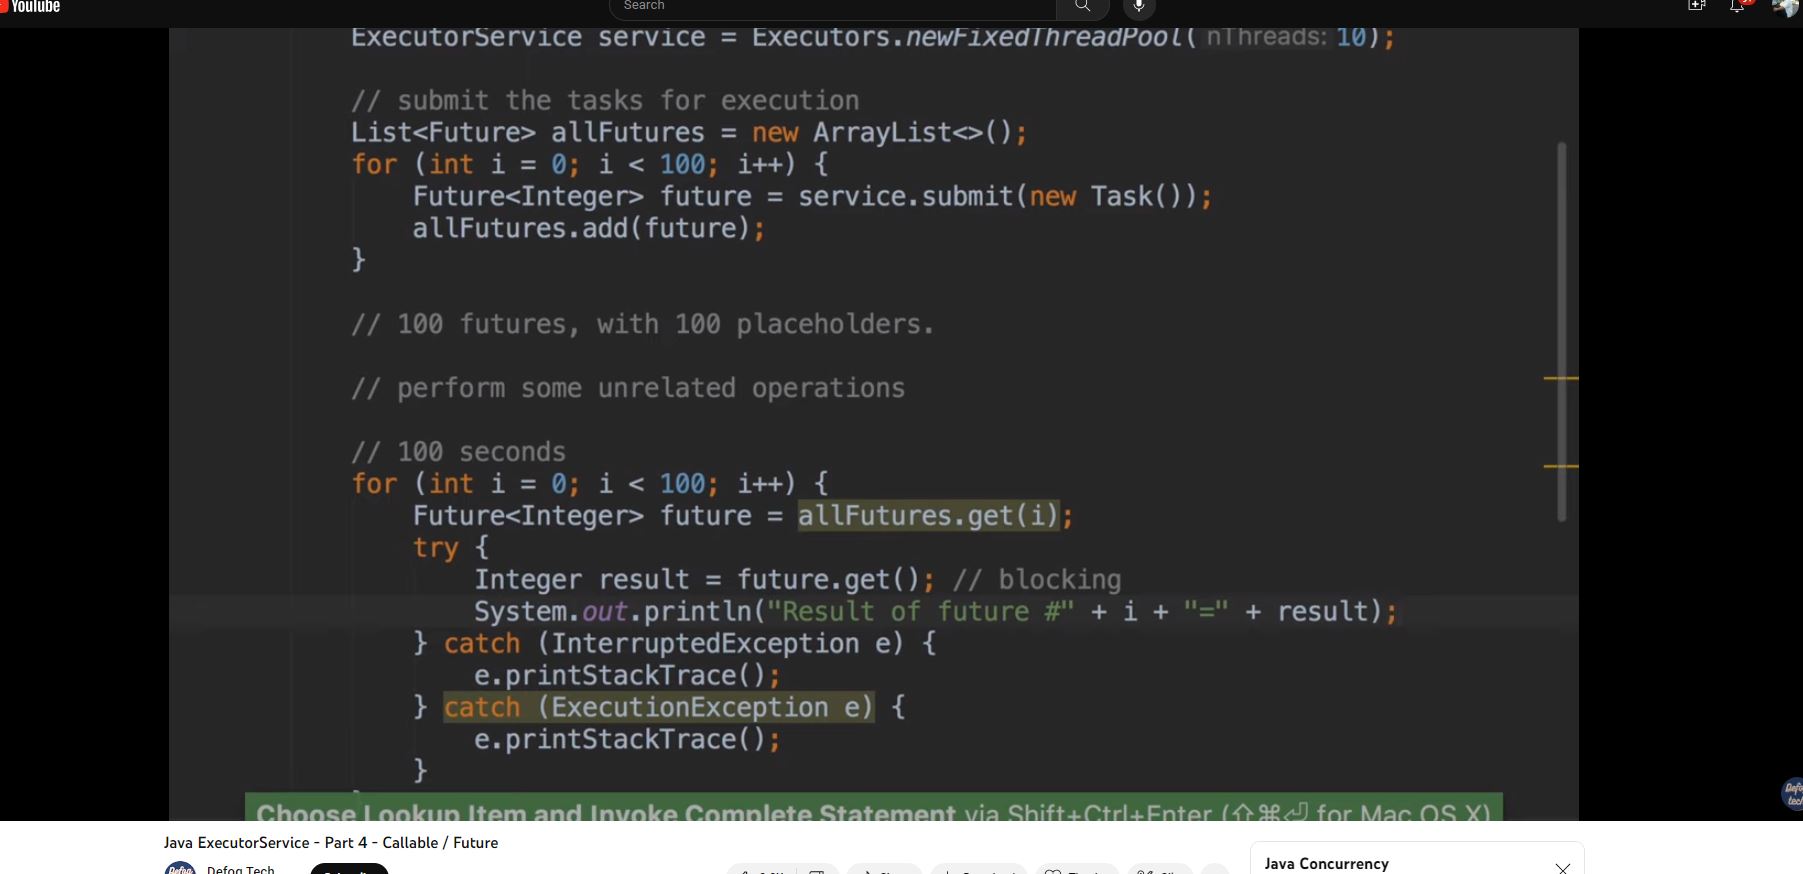 YouTube
Search
ExecutorService service = Executors.newFixedThreadPool( nThreads: 10);
// submit the tasks for execution
List<Future> allFutures = new ArrayList<>();
for (int i = 0; i < 100; i++) {
Future<Integer> future = service.submit(new Task());
allFutures.add(future);
}
// 100 futures, with 100 placeholders.
// perform some unrelated operations
// 100 seconds
for (int i = 0; i < 100; i++) {
Future<Integer> future = allFutures.get(i);
try {
Integer result = future.get(); // blocking
System.out.println("Result of future #" + i + "=" + result);
} catch (InterruptedException e) {
e.printStackTrace();
} catch (ExecutionException e) {
e.printStackTrace();
}
Choose Lookup Item and Invoke Complete Statement via Shift+Ctrl+Enter (⇧⌘⏎ for Mac OS X)
Java ExecutorService - Part 4 - Callable / Future
Defog Tech
Java Concurrency